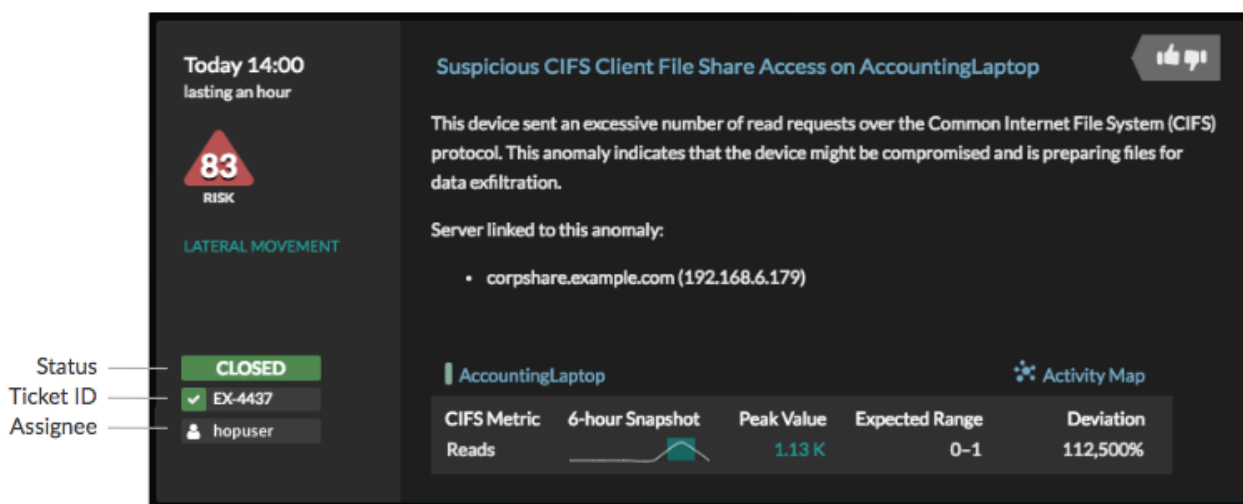 Today 14:00
lasting an hour
83
RISK
LATERAL MOVEMENT
Suspicious CIFS Client File Share Access on AccountingLaptop
This device sent an excessive number of read requests over the Common Internet File System (CIFS)
protocol. This anomaly indicates that the device might be compromised and is preparing files for
data exfiltration.
Server linked to this anomaly:
• corpshare.example.com (192.168.6.179)
Status
CLOSED
Ticket ID
EX-4437
Assignee
hopuser
AccountingLaptop
Activity Map
CIFS Metric 6-hour Snapshot Peak Value Expected Range Deviation
Reads 1.13 K 0–1 112,500%